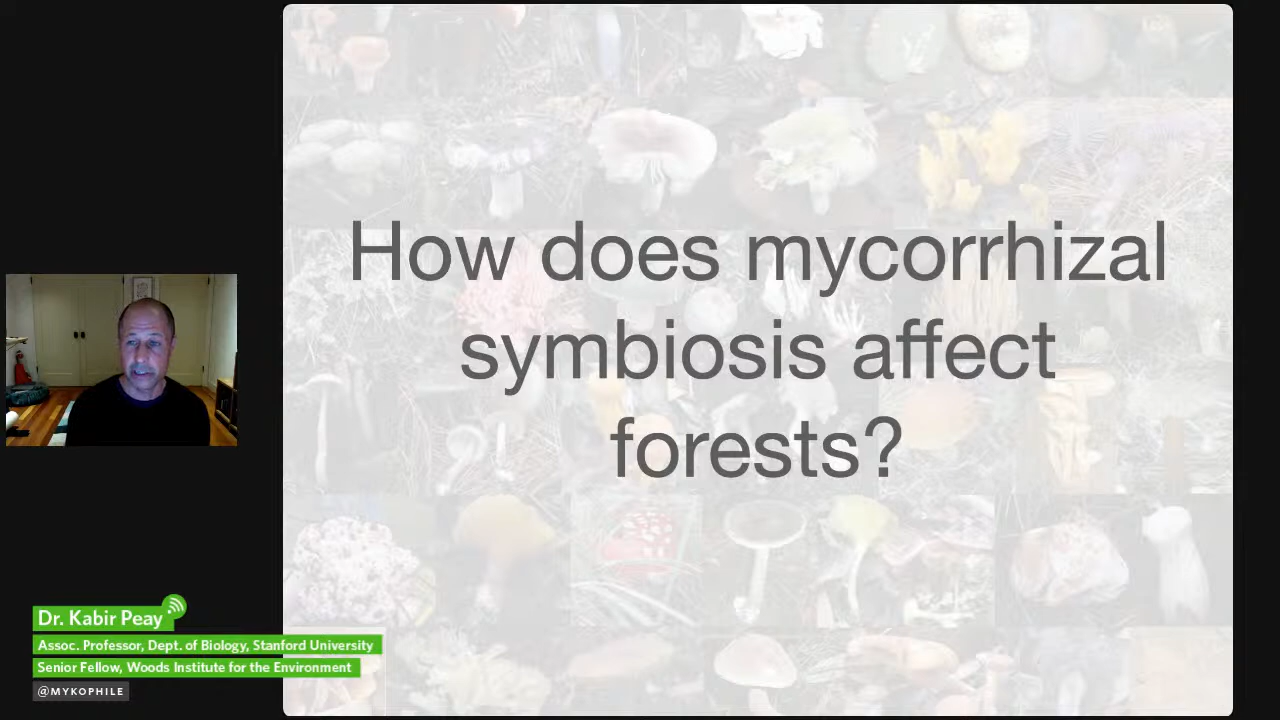 How does mycorrhizal
symbiosis affect
forests?
Dr. Kabir Peay
Assoc. Professor, Dept. of Biology, Stanford University
Senior Fellow, Woods Institute for the Environment
@MYKOPHILE